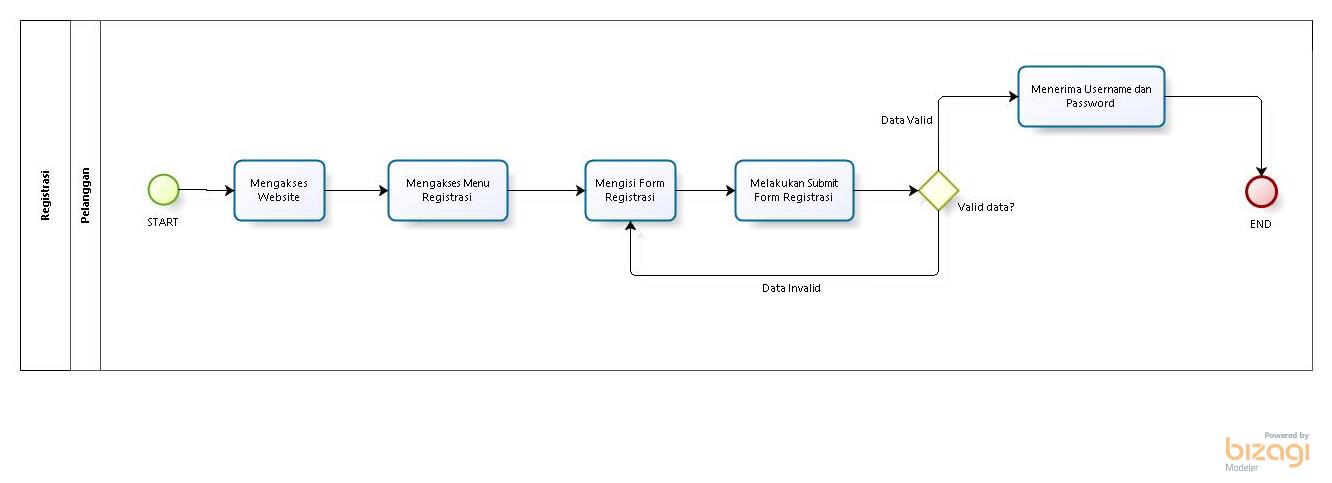 Registrasi
Pelanggan
START
Mengakses
Website
Mengakses Menu
Registrasi
Mengisi Form
Registrasi
Melakukan Submit
Form Registrasi
Valid data?
Data Valid
Data Invalid
Menerima Username dan
Password
END
Powered by
bizagi
Modeler